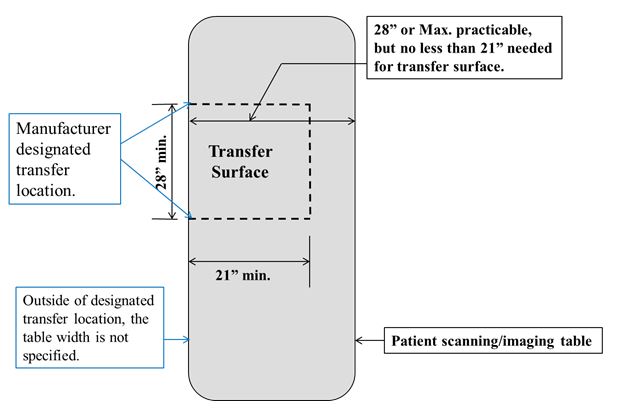 28” or Max. practicable,
but no less than 21” needed
for transfer surface.
Manufacturer
designated
transfer
location.
28” min.
Transfer
Surface
21” min.
Outside of designated
transfer location, the
table width is not
specified.
Patient scanning/imaging table